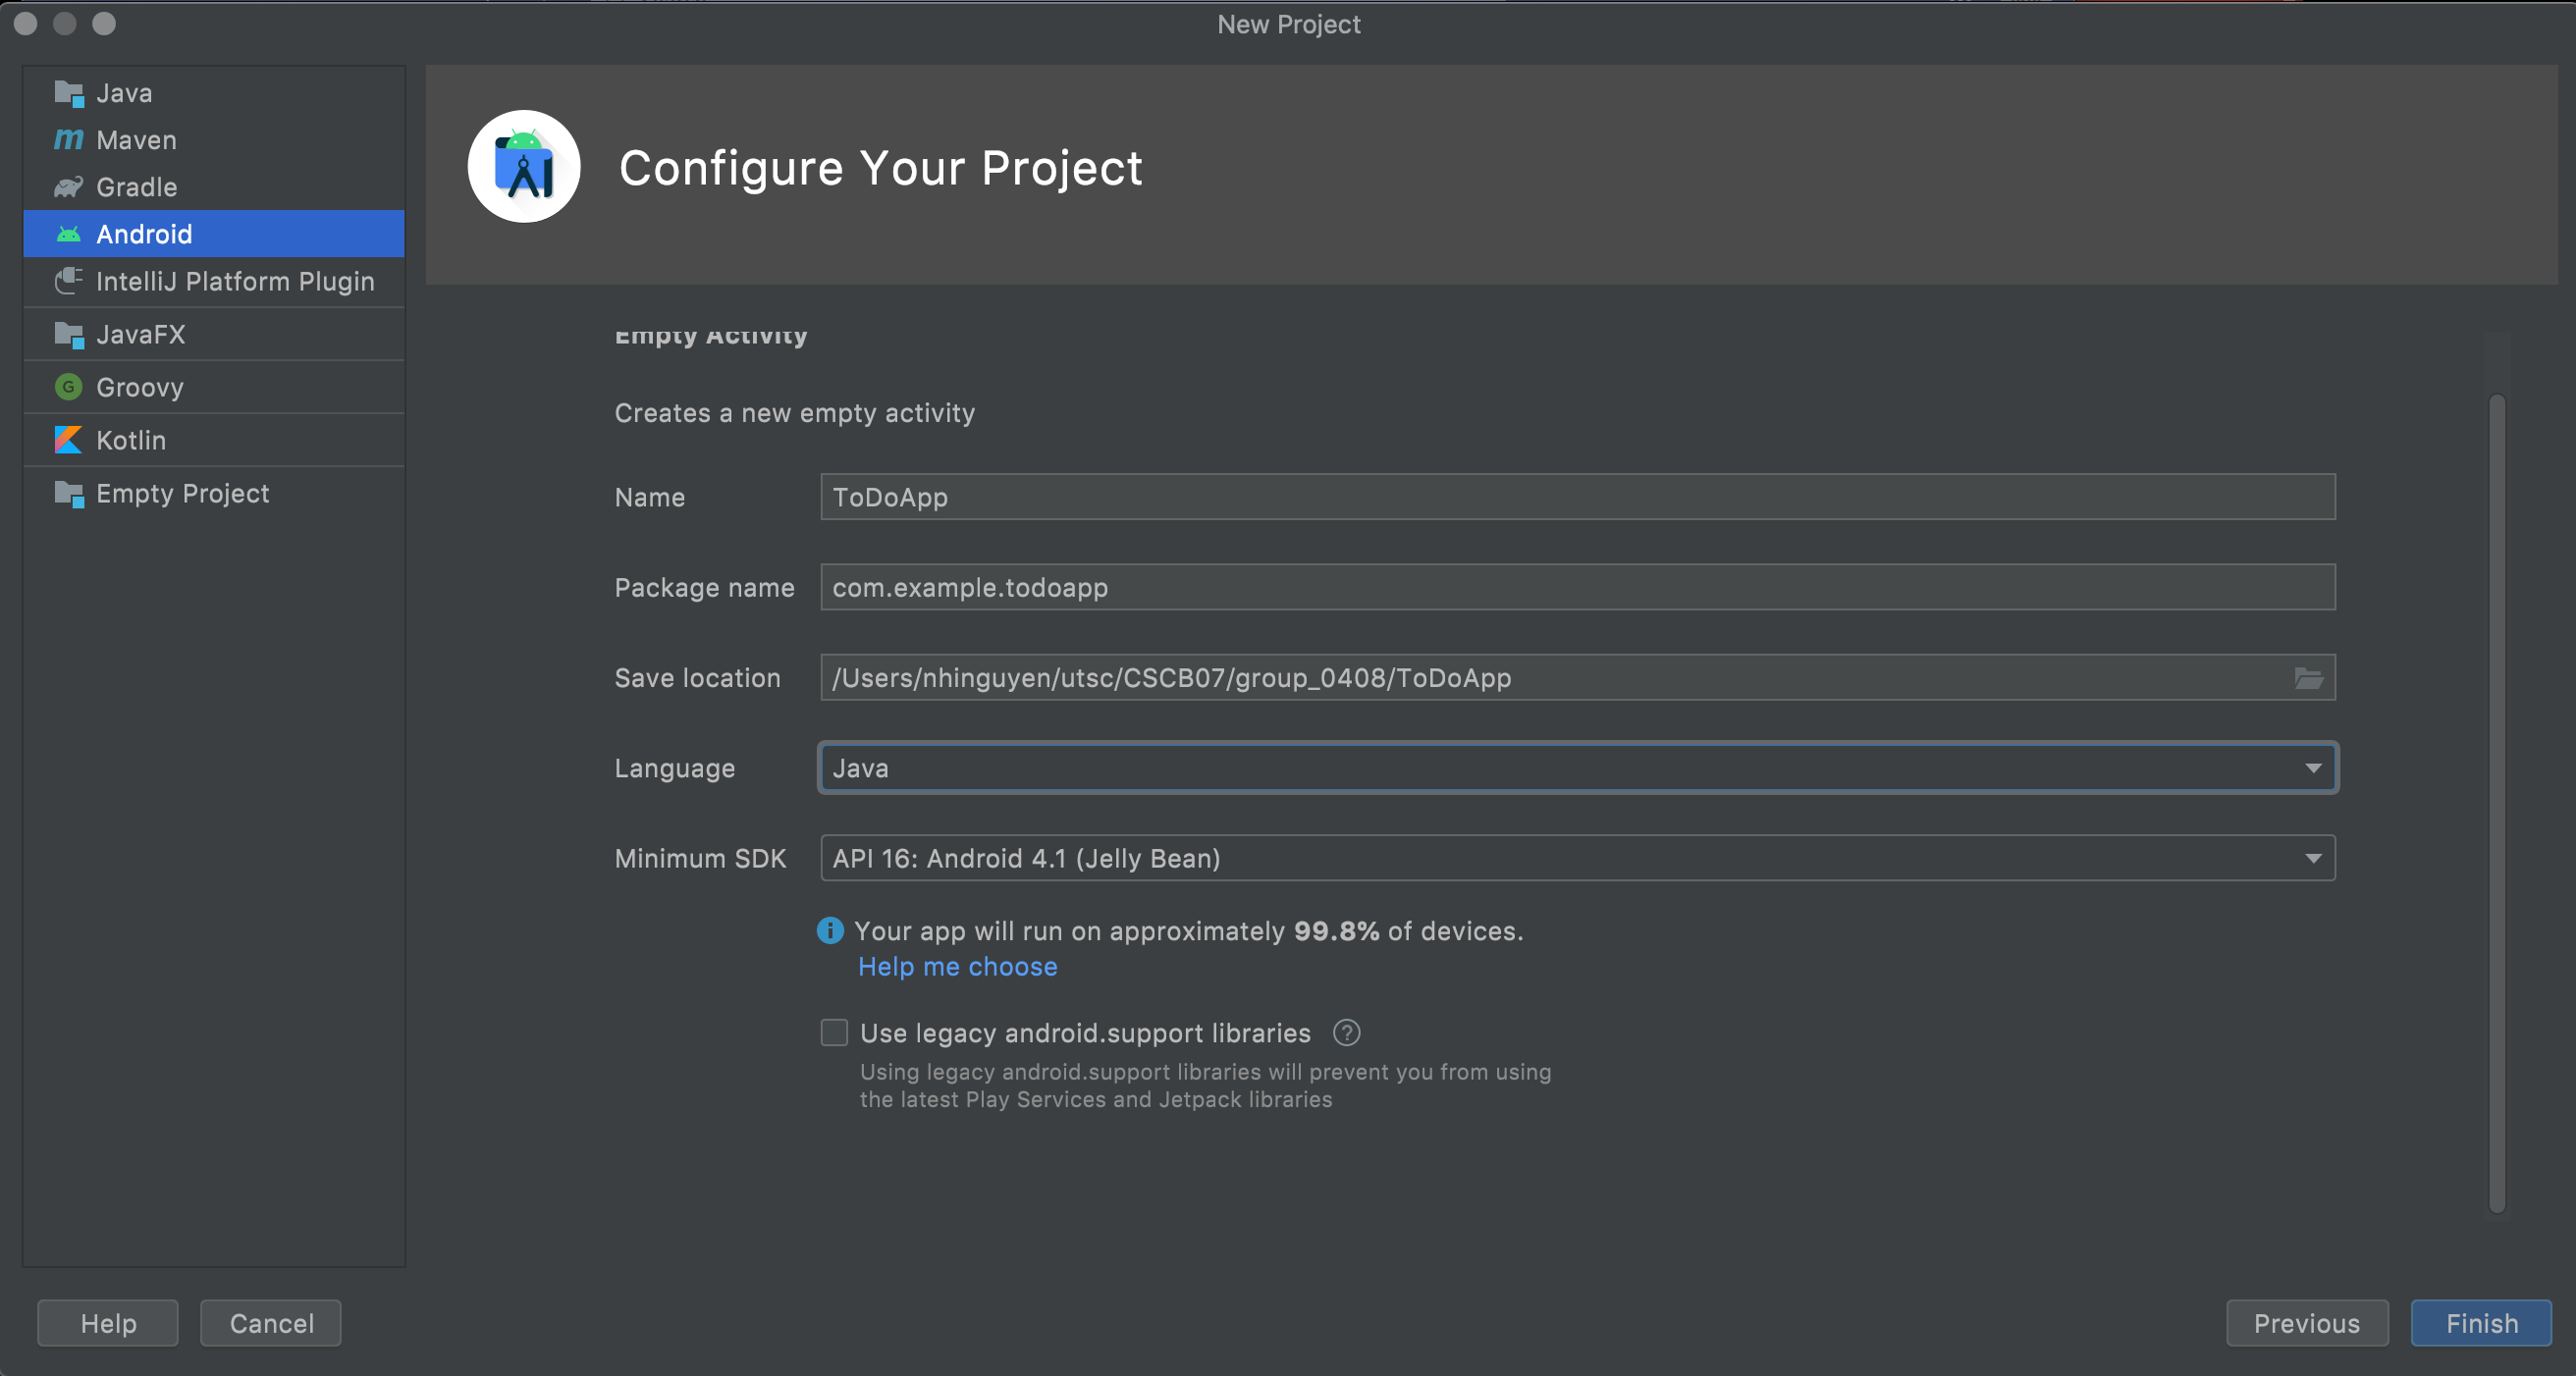 New Project
Java
Maven
Gradle
Android
IntelliJ Platform Plugin
JavaFX
Groovy
Kotlin
Empty Project
Configure Your Project
Empty Activity
Creates a new empty activity
Name ToDoApp
Package name com.example.todoapp
Save location /Users/nhinguyen/utsc/CSCB07/group_0408/ToDoApp
Language Java
Minimum SDK API 16: Android 4.1 (Jelly Bean)
Your app will run on approximately 99.8% of devices.
Help me choose
Use legacy android.support libraries ?
Using legacy android.support libraries will prevent you from using
the latest Play Services and Jetpack libraries
Help Cancel Previous Finish